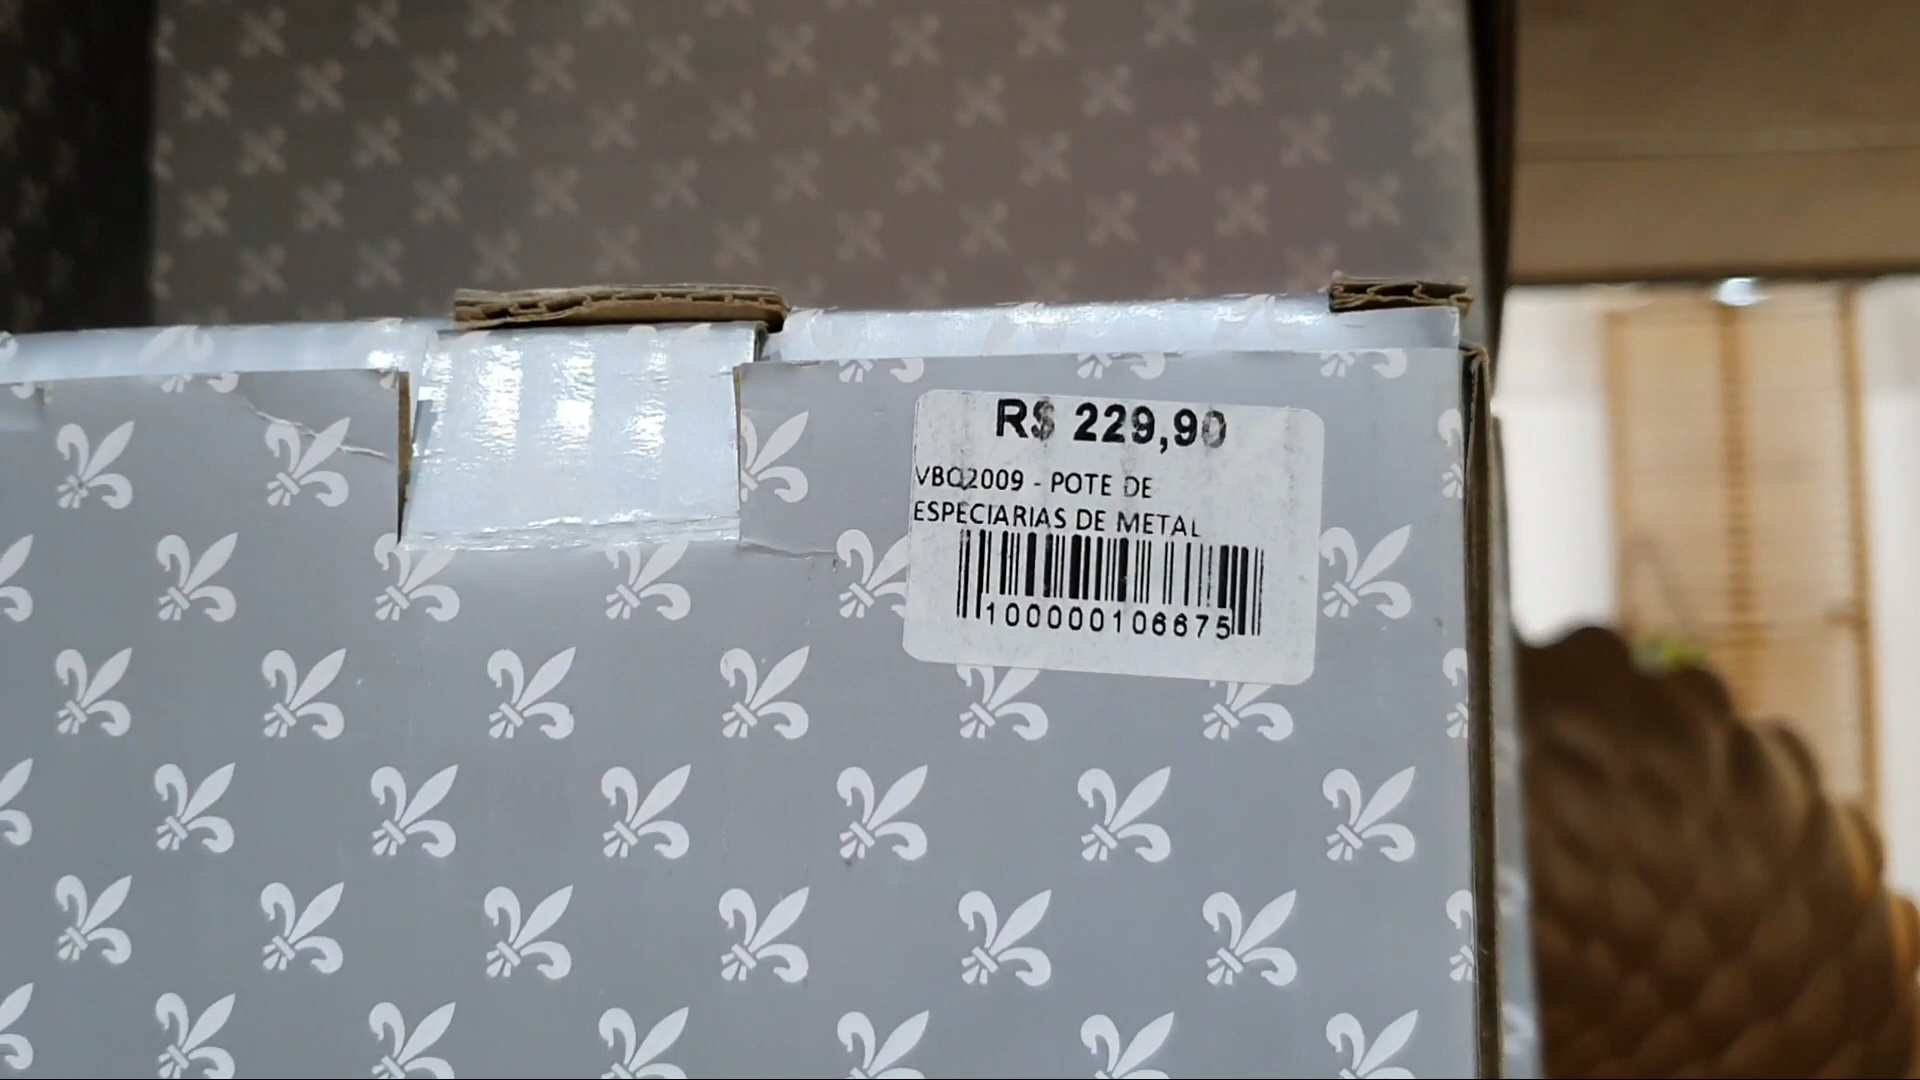 R$ 229,90
VBQ2009 - POTE DE
ESPECIARIAS DE METAL
100000106675